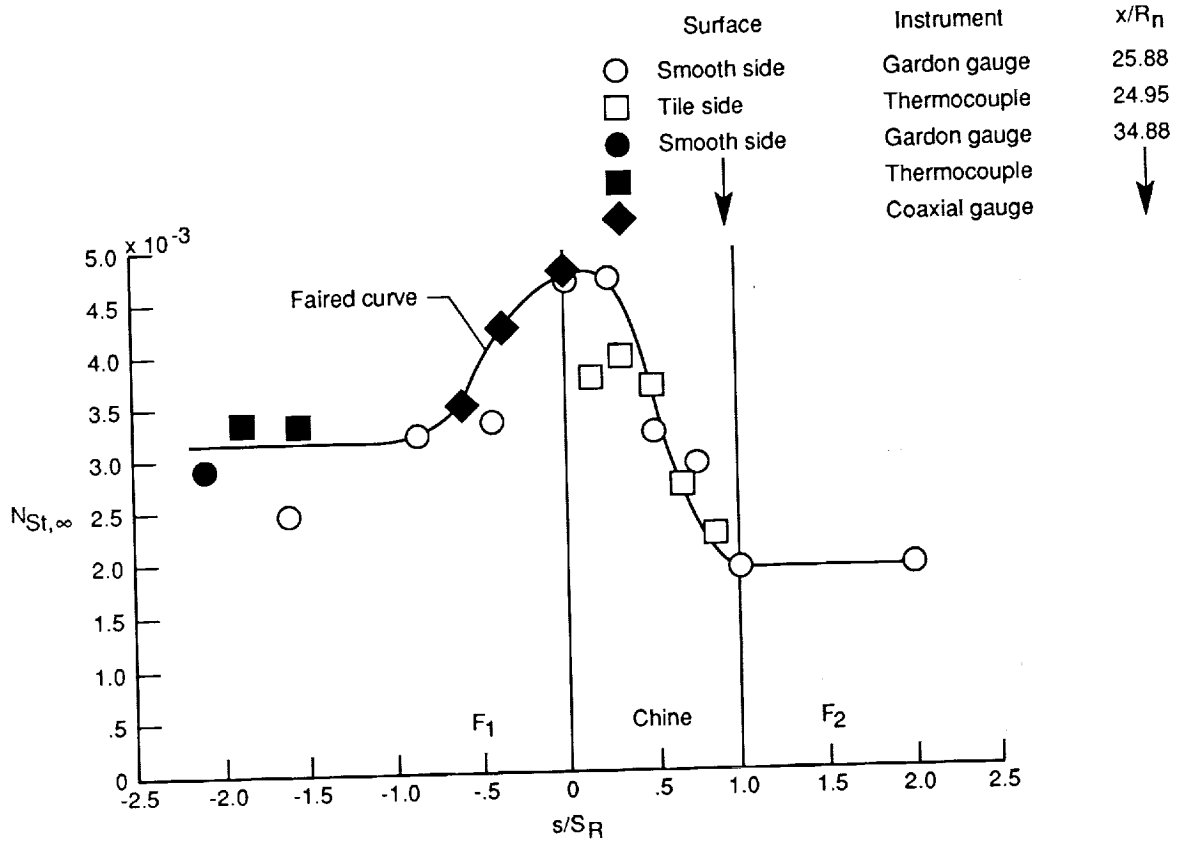 Surface Instrument x/Rn
Smooth side Gardon gauge 25.88
Tile side Thermocouple 24.95
Smooth side Gardon gauge 34.88
Thermocouple
Coaxial gauge
5.0 x 10-3
4.5
4.0
3.5
3.0
2.5
2.0
1.5
1.0
.5
0
NSt,∞
Faired curve
F1 Chine F2
-2.5 -2.0 -1.5 -1.0 -.5 0 .5 1.0 .5 2.0 .5
s/SR